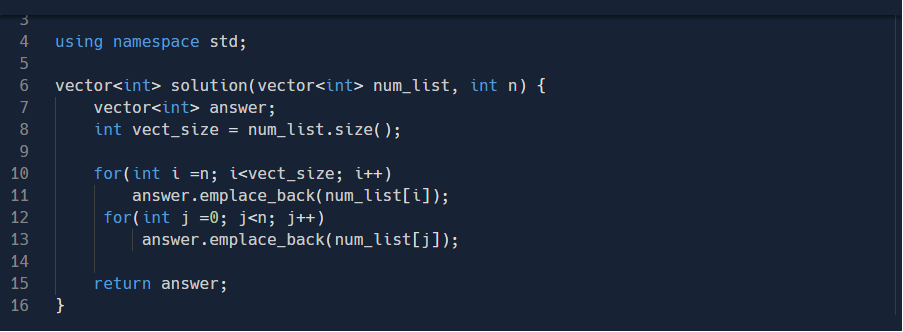 3
4 using namespace std;
5
6 vector<int> solution(vector<int> num_list, int n) {
7     vector<int> answer;
8     int vect_size = num_list.size();
9
10     for(int i =n; i<vect_size; i++)
11         answer.emplace_back(num_list[i]);
12      for(int j =0; j<n; j++)
13          answer.emplace_back(num_list[j]);
14
15     return answer;
16 }